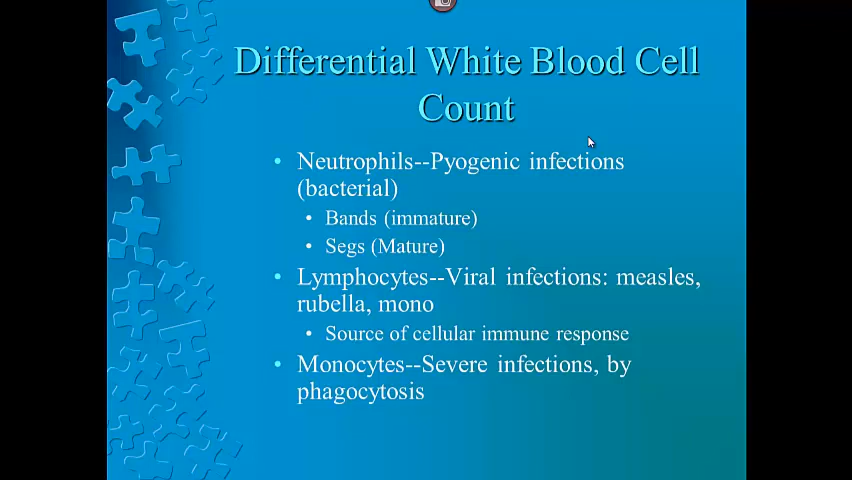 Differential White Blood Cell
Count
• Neutrophils--Pyogenic infections
(bacterial)
• Bands (immature)
• Segs (Mature)
• Lymphocytes--Viral infections: measles,
rubella, mono
• Source of cellular immune response
• Monocytes--Severe infections, by
phagocytosis